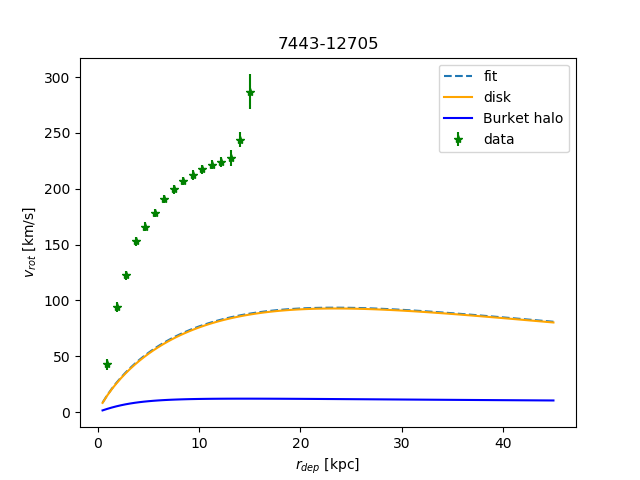 7443-12705
fit
disk
Burket halo
data
v_rot [km/s]
300
250
200
150
100
50
0
0 10 20 30 40
r_dep [kpc]